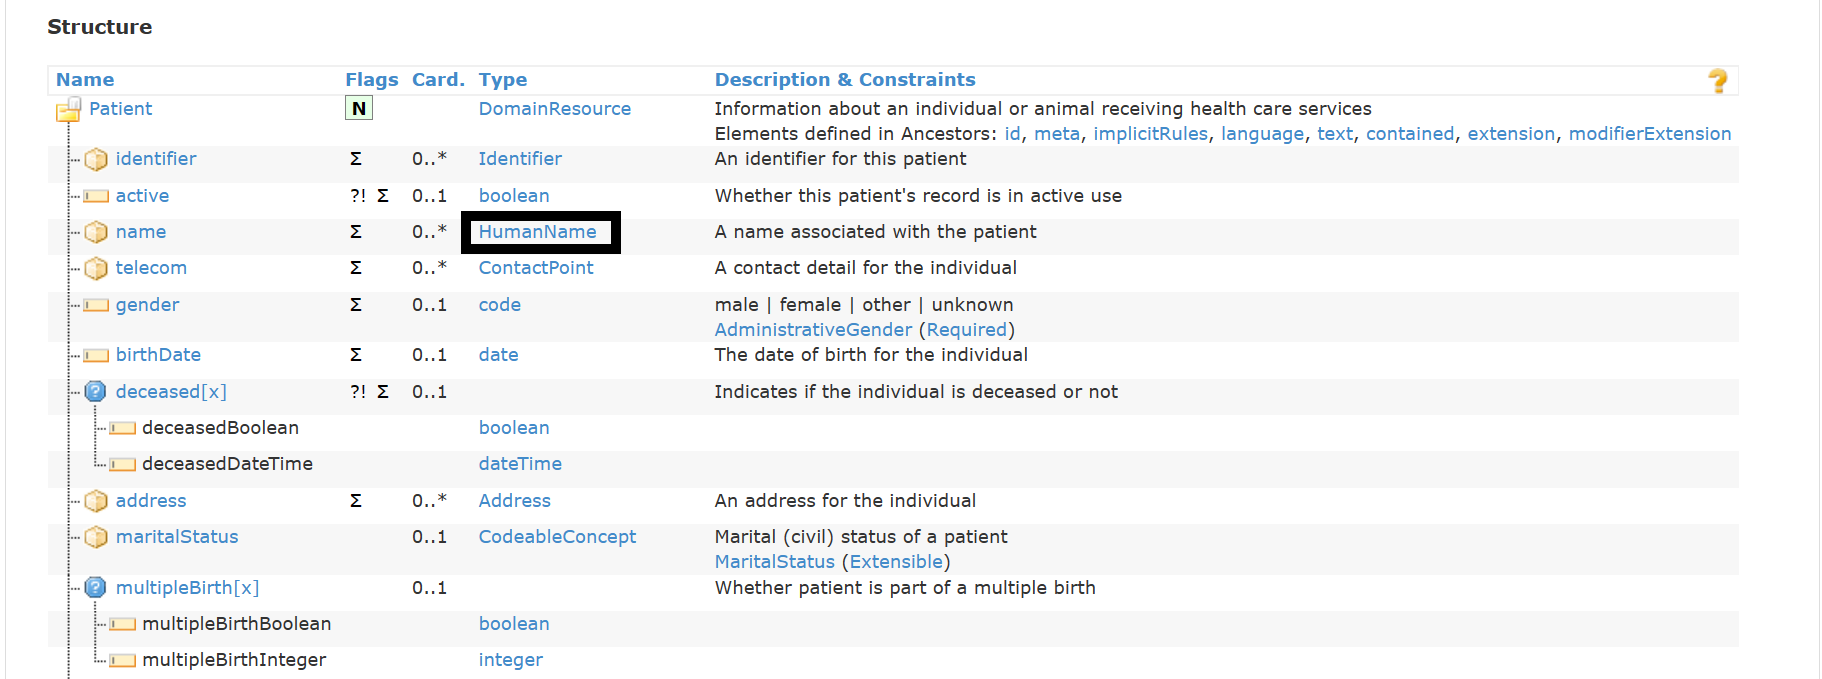 Structure
Name Flags Card. Type Description & Constraints
Patient N DomainResource Information about an individual or animal receiving health care services
Elements defined in Ancestors: id, meta, implicitRules, language, text, contained, extension, modifierExtension
identifier Σ 0..* Identifier An identifier for this patient
active ?! Σ 0..1 boolean Whether this patient's record is in active use
name Σ 0..* HumanName A name associated with the patient
telecom Σ 0..* ContactPoint A contact detail for the individual
gender Σ 0..1 code male | female | other | unknown
AdministrativeGender (Required)
birthDate Σ 0..1 date The date of birth for the individual
deceased[x] ?! Σ 0..1 Indicates if the individual is deceased or not
deceasedBoolean boolean
deceasedDateTime dateTime
address Σ 0..* Address An address for the individual
maritalStatus 0..1 CodeableConcept Marital (civil) status of a patient
MaritalStatus (Extensible)
multipleBirth[x] 0..1 Whether patient is part of a multiple birth
multipleBirthBoolean boolean
multipleBirthInteger integer